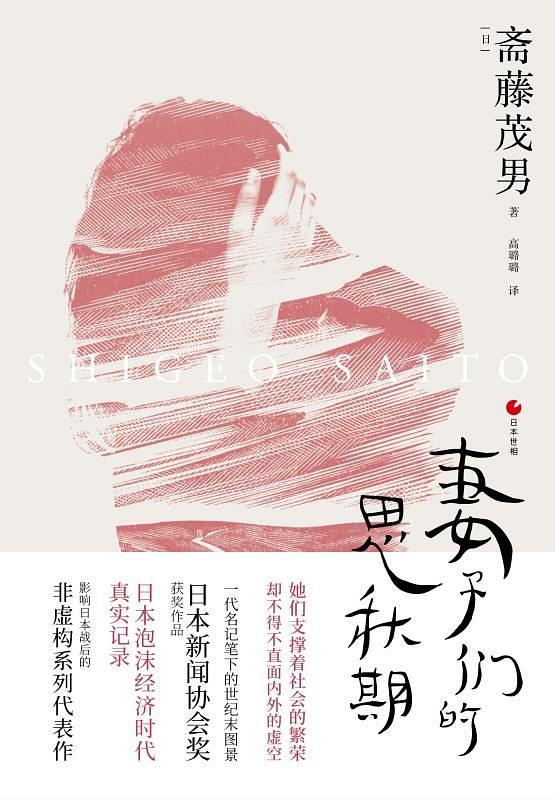 [日]
斋藤茂男
著
高璐璐 译
SHIGEO SAITO
日本世相
妻子们的
思秋期
她们支撑着社会的繁荣
却不得不直面内外的虚空
一代名记笔下的世纪末图景
日本新闻协会奖
获奖作品
日本泡沫经济时代
真实记录
影响日本战后的
非虚构系列代表作